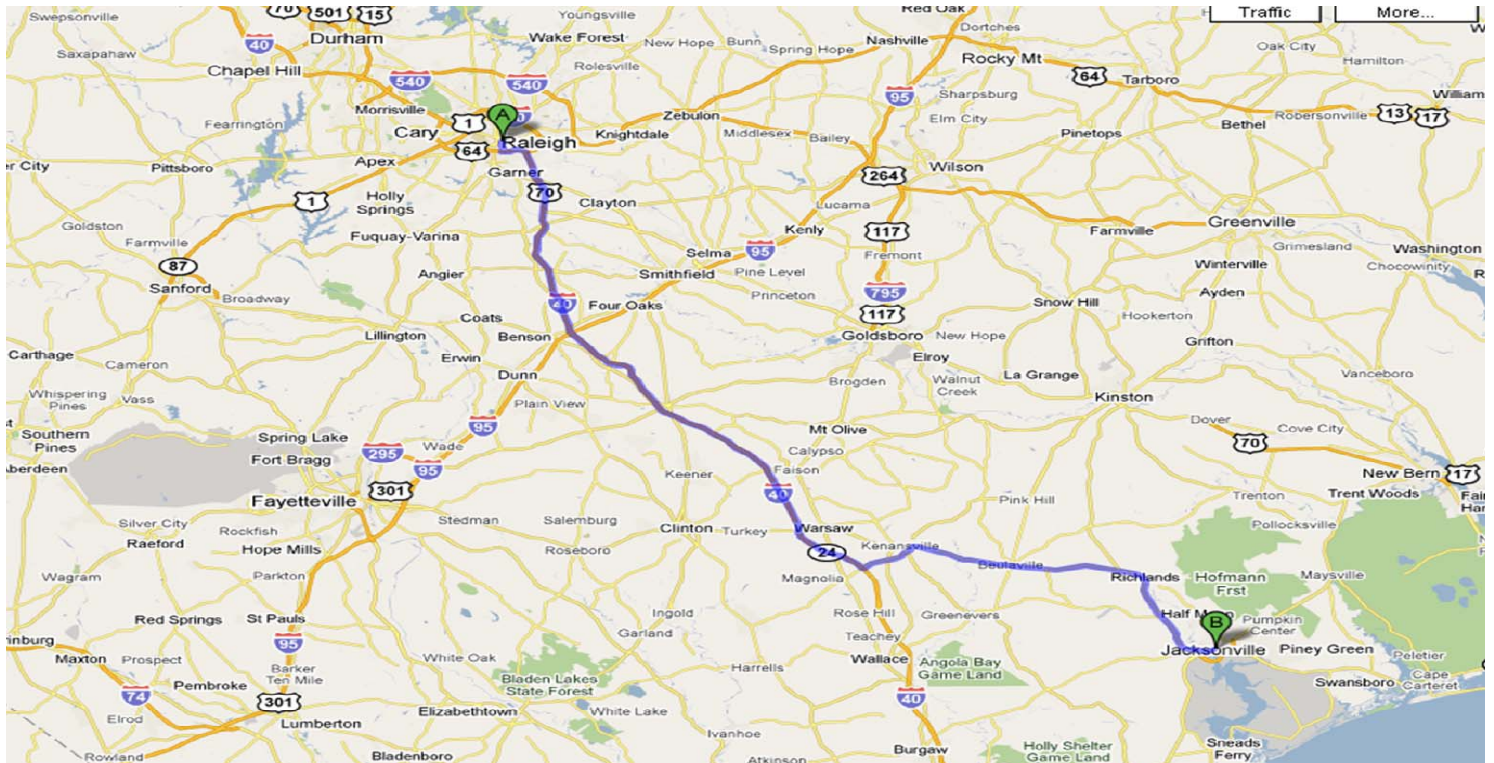 70
501
15
Youngsville
Red Oak
Dortches
Traffic
More...
Swepsonville
Durham
Wake Forest
New Hope
Bunn
Spring Hope
Nashville
Oak City
Saxapahaw
40
Rolesville
Rocky Mt
Hamilton
Chapel Hill
540
540
64
Tarboro
Morrisville
95
Sharpsburg
William
Fearrington
A
Zebulon
Elm City
13
17
Robersonville
Cary
1
Knightdale
Middlesex
Bailey
Pinetops
Bethel
Raleigh
er City
Pittsboro
Apex
64
Garner
Wilson
264
70
Holly
Springs
Clayton
Lucama
1
Goldston
Fuquay-Varina
Kenly
117
Farmville
Greenville
Farmville
Selma
95
Fremont
Grimesland
Washington
87
Angier
Smithfield
Pine Level
Winterville
Chocowinity
Sanford
Broadway
Princeton
795
Snow Hill
Ayden
40
Four Oaks
117
Hookerton
Coats
Lillington
Benson
Goldsboro
New Hope
Grifton
Carthage
Cameron
Erwin
Elroy
Dunn
Brogden
Walnut
Creek
La Grange
Vanceboro
Whispering
Pines
Vass
Plain View
Kinston
Dover
Southern
Pines
Spring Lake
95
Wade
Mt Olive
Cove City
70
Aberdeen
Fort Bragg
295
95
Calypso
Keener
Faison
New Bern
17
Fayetteville
301
40
Pink Hill
Trenton
Trent Woods
Silver City
Rockfish
Stedman
Salemburg
Clinton
Turkey
Warsaw
Pollocksville
Raeford
Hope Mills
Roseboro
24
Kenansville
Beulaville
Wagram
Parkton
Magnolia
Richlands
Hofmann
Frst
Maysville
Red Springs
St Pauls
Ingold
Rose Hill
Greenevers
B
Pumpkin
Center
Garland
Teachey
95
White Oak
Wallace
Jacksonville
Piney Green
Peletier
Maxton
Prospect
Barker
Ten Mile
Bladen Lakes
State Forest
Harrells
Angola Bay
Game Land
Swansboro
Cape
Carteret
74
Pembroke
301
Elizabethtown
White Lake
40
Elrod
Lumberton
Ivanhoe
Rowland
Bladenboro
Atkinson
Burgaw
Holly Shelter
Game Land
Sneads
Ferry